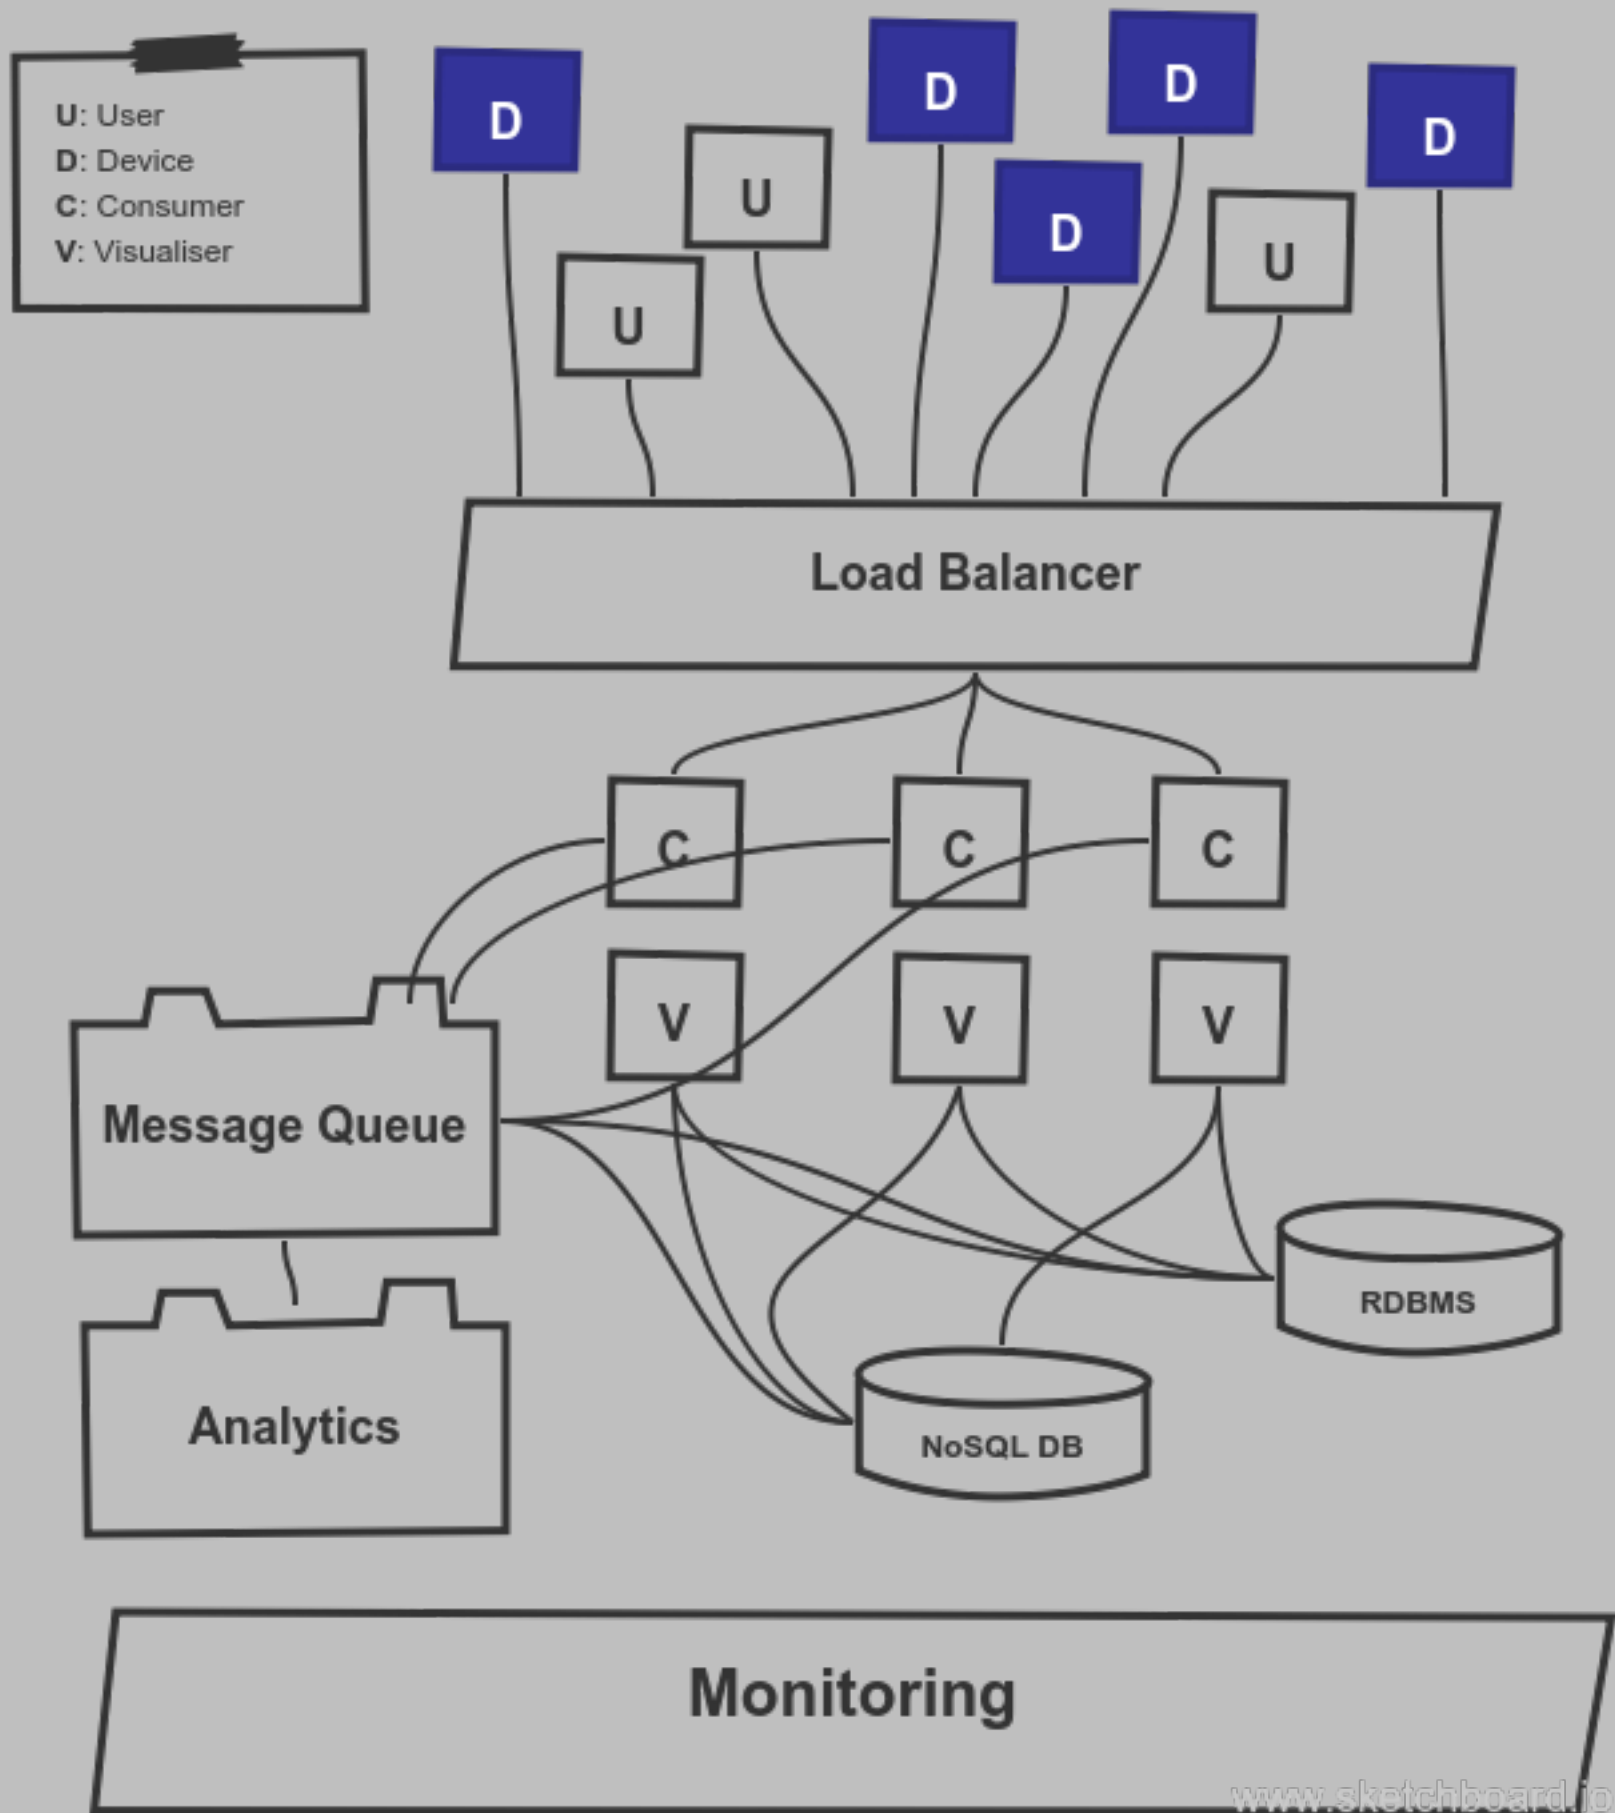 U: User
D: Device
C: Consumer
V: Visualiser
D
D
D
D
D
U
U
U
Load Balancer
C
C
C
V
V
V
Message Queue
RDBMS
Analytics
NoSQL DB
Monitoring
www.sketchboard.io